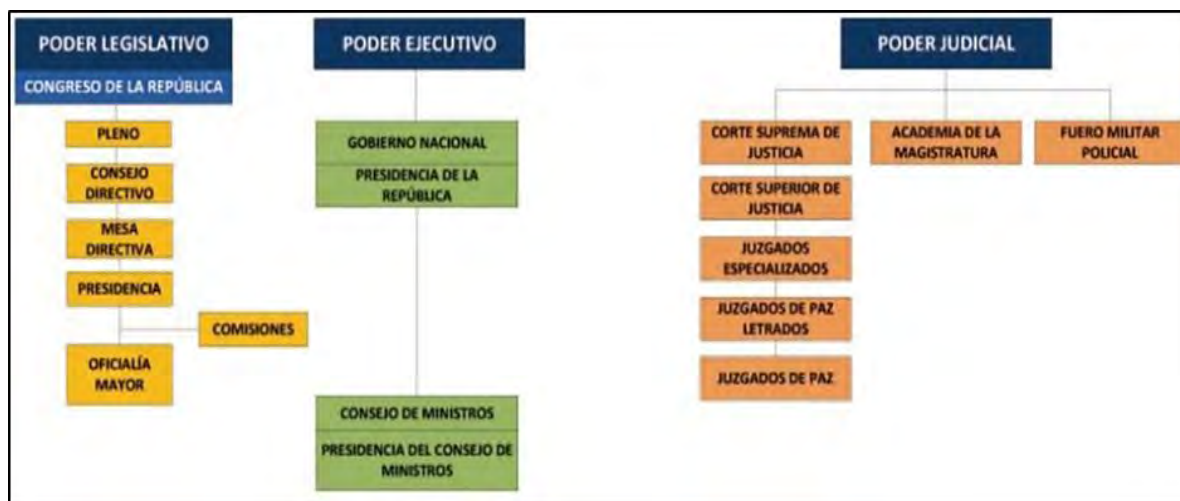 PODER LEGISLATIVO
CONGRESO DE LA REPÚBLICA
PLENO
CONSEJO
DIRECTIVO
MESA
DIRECTIVA
PRESIDENCIA
COMISIONES
OFICIALÍA
MAYOR
PODER EJECUTIVO
GOBIERNO NACIONAL
PRESIDENCIA DE LA
REPÚBLICA
CONSEJO DE MINISTROS
PRESIDENCIA DEL CONSEJO DE
MINISTROS
PODER JUDICIAL
CORTE SUPREMA DE
JUSTICIA
CORTE SUPERIOR DE
JUSTICIA
JUZGADOS
ESPECIALIZADOS
JUZGADOS DE PAZ
LETRADOS
JUZGADOS DE PAZ
ACADEMIA DE LA
MAGISTRATURA
FUERO MILITAR
POLICIAL